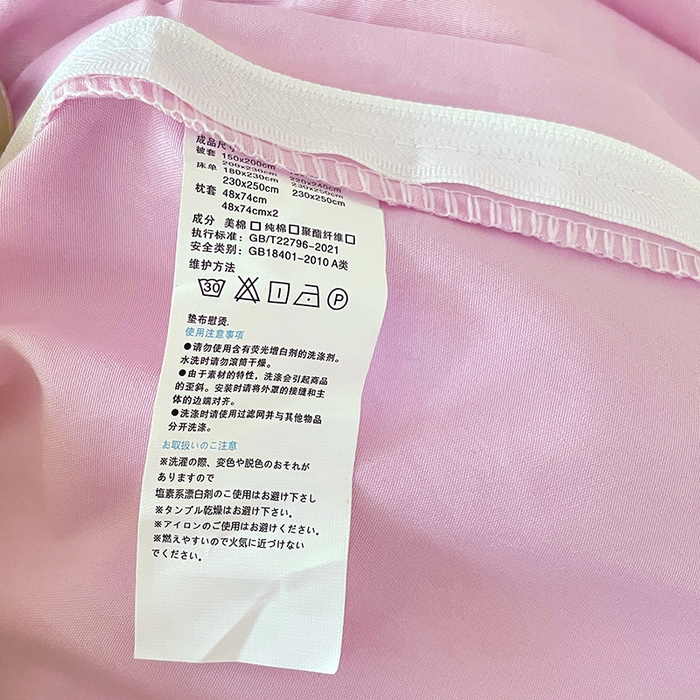 成品尺寸
被套 150x200cm
200x230cm 220x240cm
床单 180x230cm 230x250cm
230x250cm 230x250cm
枕套 48x74cm
48x74cmx2
成分 美棉□ 纯棉□ 聚酯纤维□
执行标准: GB/T22796-2021
安全类别: GB18401-2010 A类
维护方法
30 P
垫布熨烫.
使用注意事项
●请勿使用含有荧光增白剂的洗涤剂。
水洗时请勿滚筒干燥。
●由于素材的特性，洗涤会引起商品
的歪斜。安装时请将外罩的接缝和主
体的边端对齐。
●洗涤时请使用过滤网并与其他物品
分开洗涤。
お取扱いのご注意
※洗濯の際、变色や脱色のおそれが
ありますので
塩素系漂白剤のご使用はお避け下さし
※タンブル乾燥はお避け下さい。
※アイロンのご使用はお避けください。
※燃えやすいので火気に近づけない
でください。